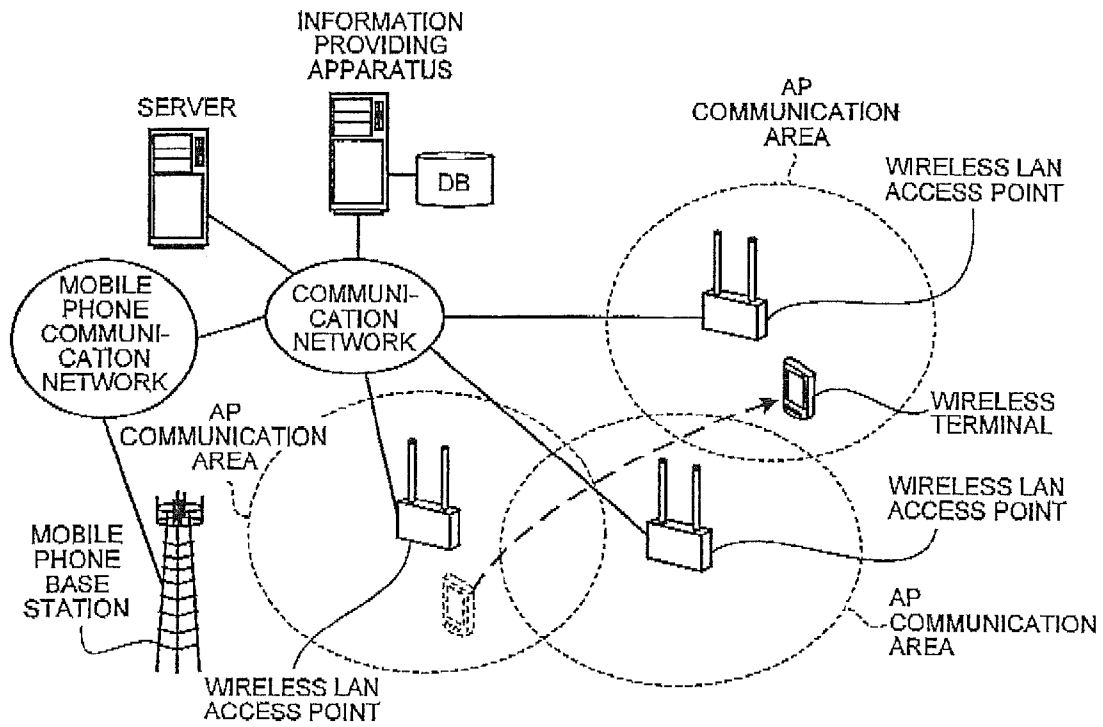 INFORMATION
PROVIDING
APPARATUS
SERVER
DB
AP
COMMUNICATION
AREA
WIRELESS LAN
ACCESS POINT
MOBILE
PHONE
COMMUNI-
CATION
NETWORK
COMMUNI-
CATION
NETWORK
AP
COMMUNICATION
AREA
WIRELESS
TERMINAL
WIRELESS LAN
ACCESS POINT
MOBILE
PHONE
BASE
STATION
AP
COMMUNICATION
AREA
WIRELESS LAN
ACCESS POINT